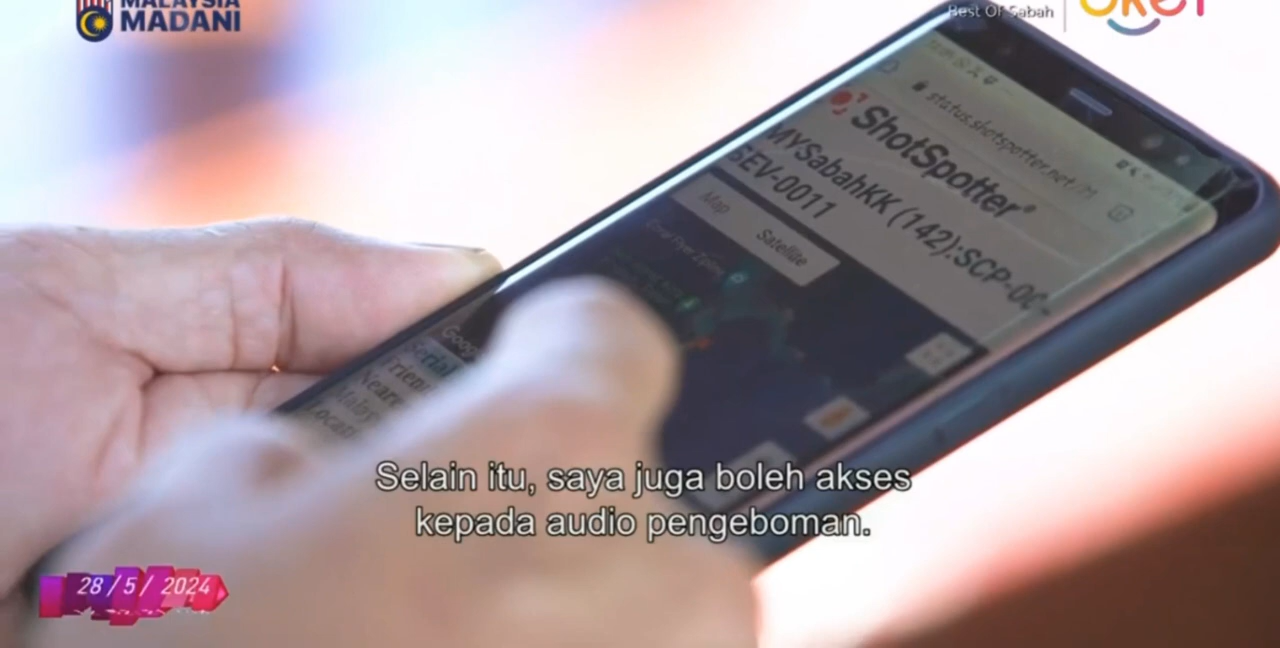 MALAYSIA
MADANI
Best Of Sabah
OKEY
status.shotspotter.net/
ShotSpotter®
MYSabahKK (142):SCP-00-
SEV-0011
Map
Satellite
Selain itu, saya juga boleh akses
kepada audio pengeboman.
28/5/2024